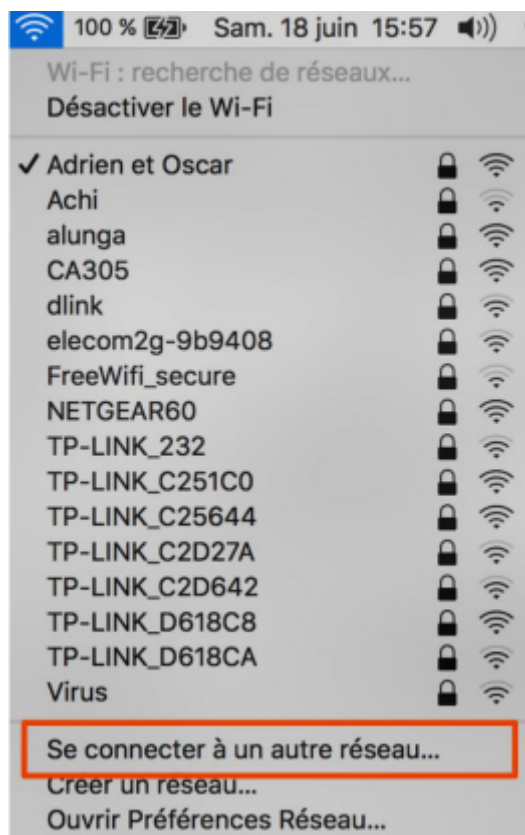 100 % Sam. 18 juin 15:57
Wi-Fi : recherche de réseaux...
Désactiver le Wi-Fi
Adrien et Oscar
Achi
alunga
CA305
dlink
elecom2g-9b9408
FreeWifi_secure
NETGEAR60
TP-LINK_232
TP-LINK_C251C0
TP-LINK_C25644
TP-LINK_C2D27A
TP-LINK_C2D642
TP-LINK_D618C8
TP-LINK_D618CA
Virus
Se connecter à un autre réseau...
Créer un réseau...
Ouvrir Préférences Réseau...